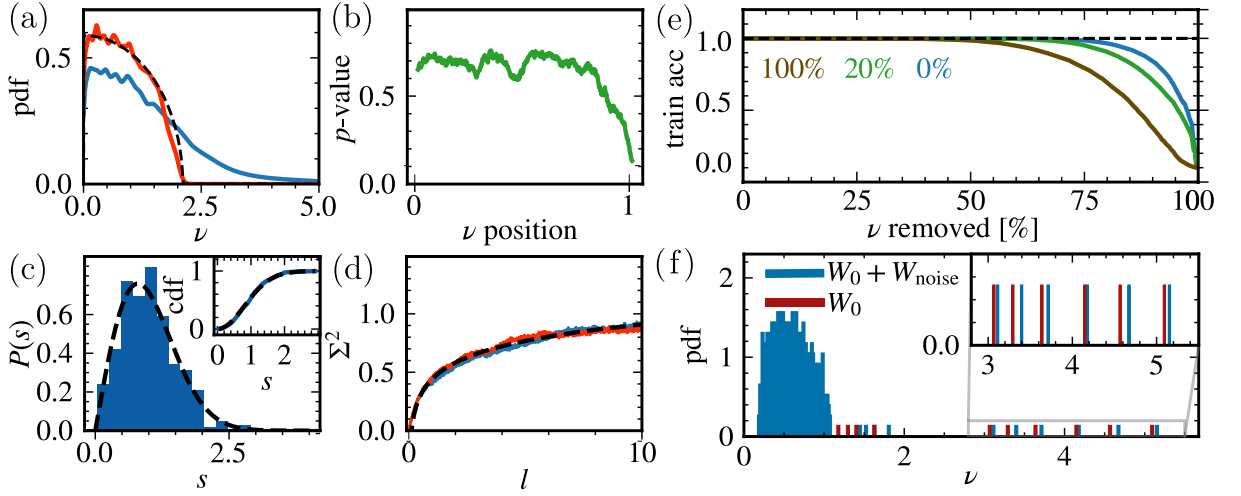 (a)
pdf
0.5
0.0
0.0
2.5
5.0
ν
(b)
p-value
0.5
0.0
0
1
ν position
(e)
train acc
1.0
0.5
0.0
100% 20% 0%
0
25
50
75
100
ν removed [%]
(c)
P(s)
0.6
0.4
0.2
0.0
0.0
2.5
s
cdf
1
0
0
1
2
s
(d)
Σ²
1.0
0.5
0.0
0
10
l
(f)
pdf
2
1
0
2
4
ν
W₀ + Wₙₒᵢₛₑ
W₀
0.0
3
4
5